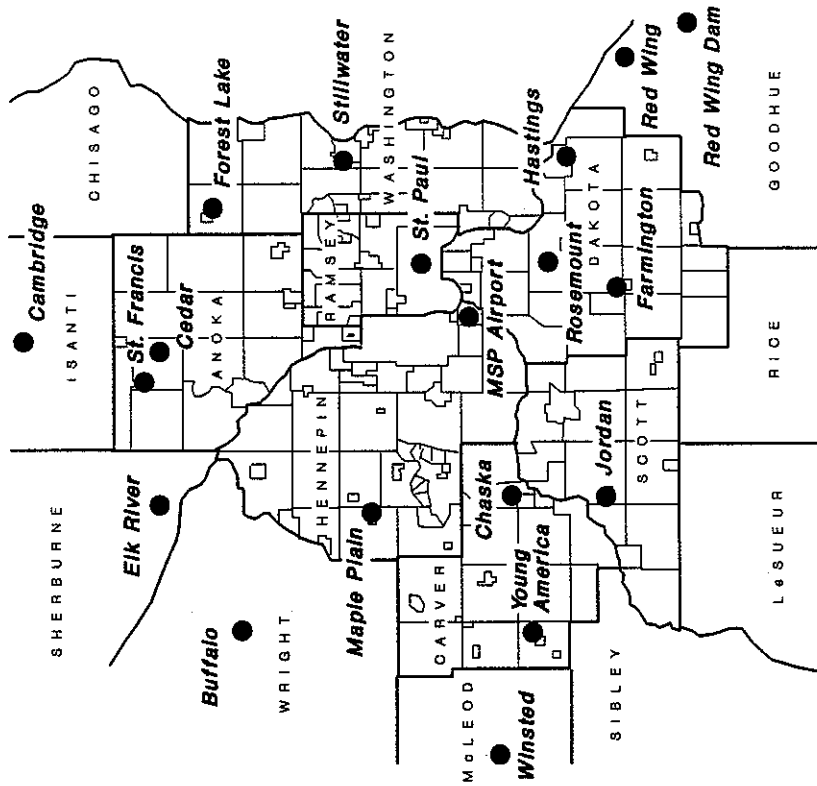 Cambridge
SHERBURNE
ISANTI
CHISAGO
Elk River
St. Francis
Cedar
Buffalo
ANOKA
Forest Lake
WRIGHT
HENNEPIN
RAMSEY
Stillwater
Maple Plain
WASHINGTON
St. Paul
CARVER
McLEOD
Chaska
MSP Airport
Winsted
Young
America
Hastings
Rosemount
DAKOTA
Jordan
SIBLEY
SCOTT
Farmington
Red Wing
Red Wing Dam
LeSUEUR
RICE
GOODHUE